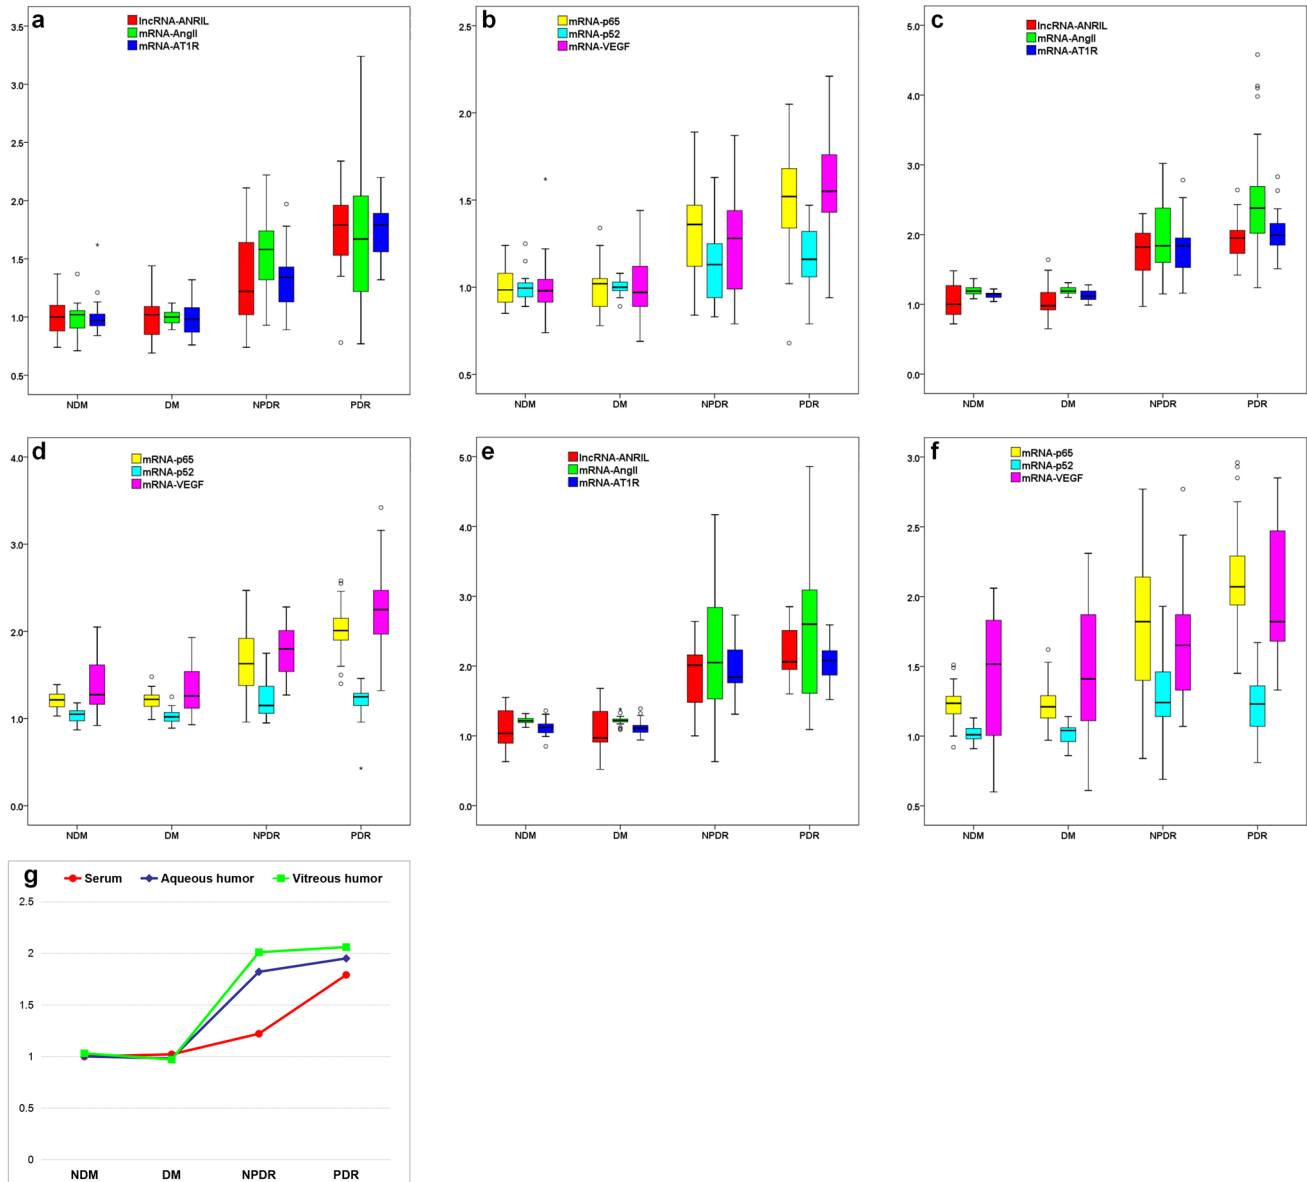 a
lncRNA-ANRIL
mRNA-AngII
mRNA-AT1R
3.5
3.0
2.5
2.0
1.5
1.0
0.5
NDM DM NPDR PDR
b
mRNA-p65
mRNA-p52
mRNA-VEGF
2.5
2.0
1.5
1.0
0.5
NDM DM NPDR PDR
c
lncRNA-ANRIL
mRNA-AngII
mRNA-AT1R
5.0
4.0
3.0
2.0
1.0
0.0
NDM DM NPDR PDR
d
mRNA-p65
mRNA-p52
mRNA-VEGF
4.0
3.0
2.0
1.0
0.0
NDM DM NPDR PDR
e
lncRNA-ANRIL
mRNA-AngII
mRNA-AT1R
5.0
4.0
3.0
2.0
1.0
0.0
NDM DM NPDR PDR
f
mRNA-p65
mRNA-p52
mRNA-VEGF
3.0
2.5
2.0
1.5
1.0
0.5
NDM DM NPDR PDR
g
Serum Aqueous humor Vitreous humor
2.5
2
1.5
1
0.5
0
NDM DM NPDR PDR